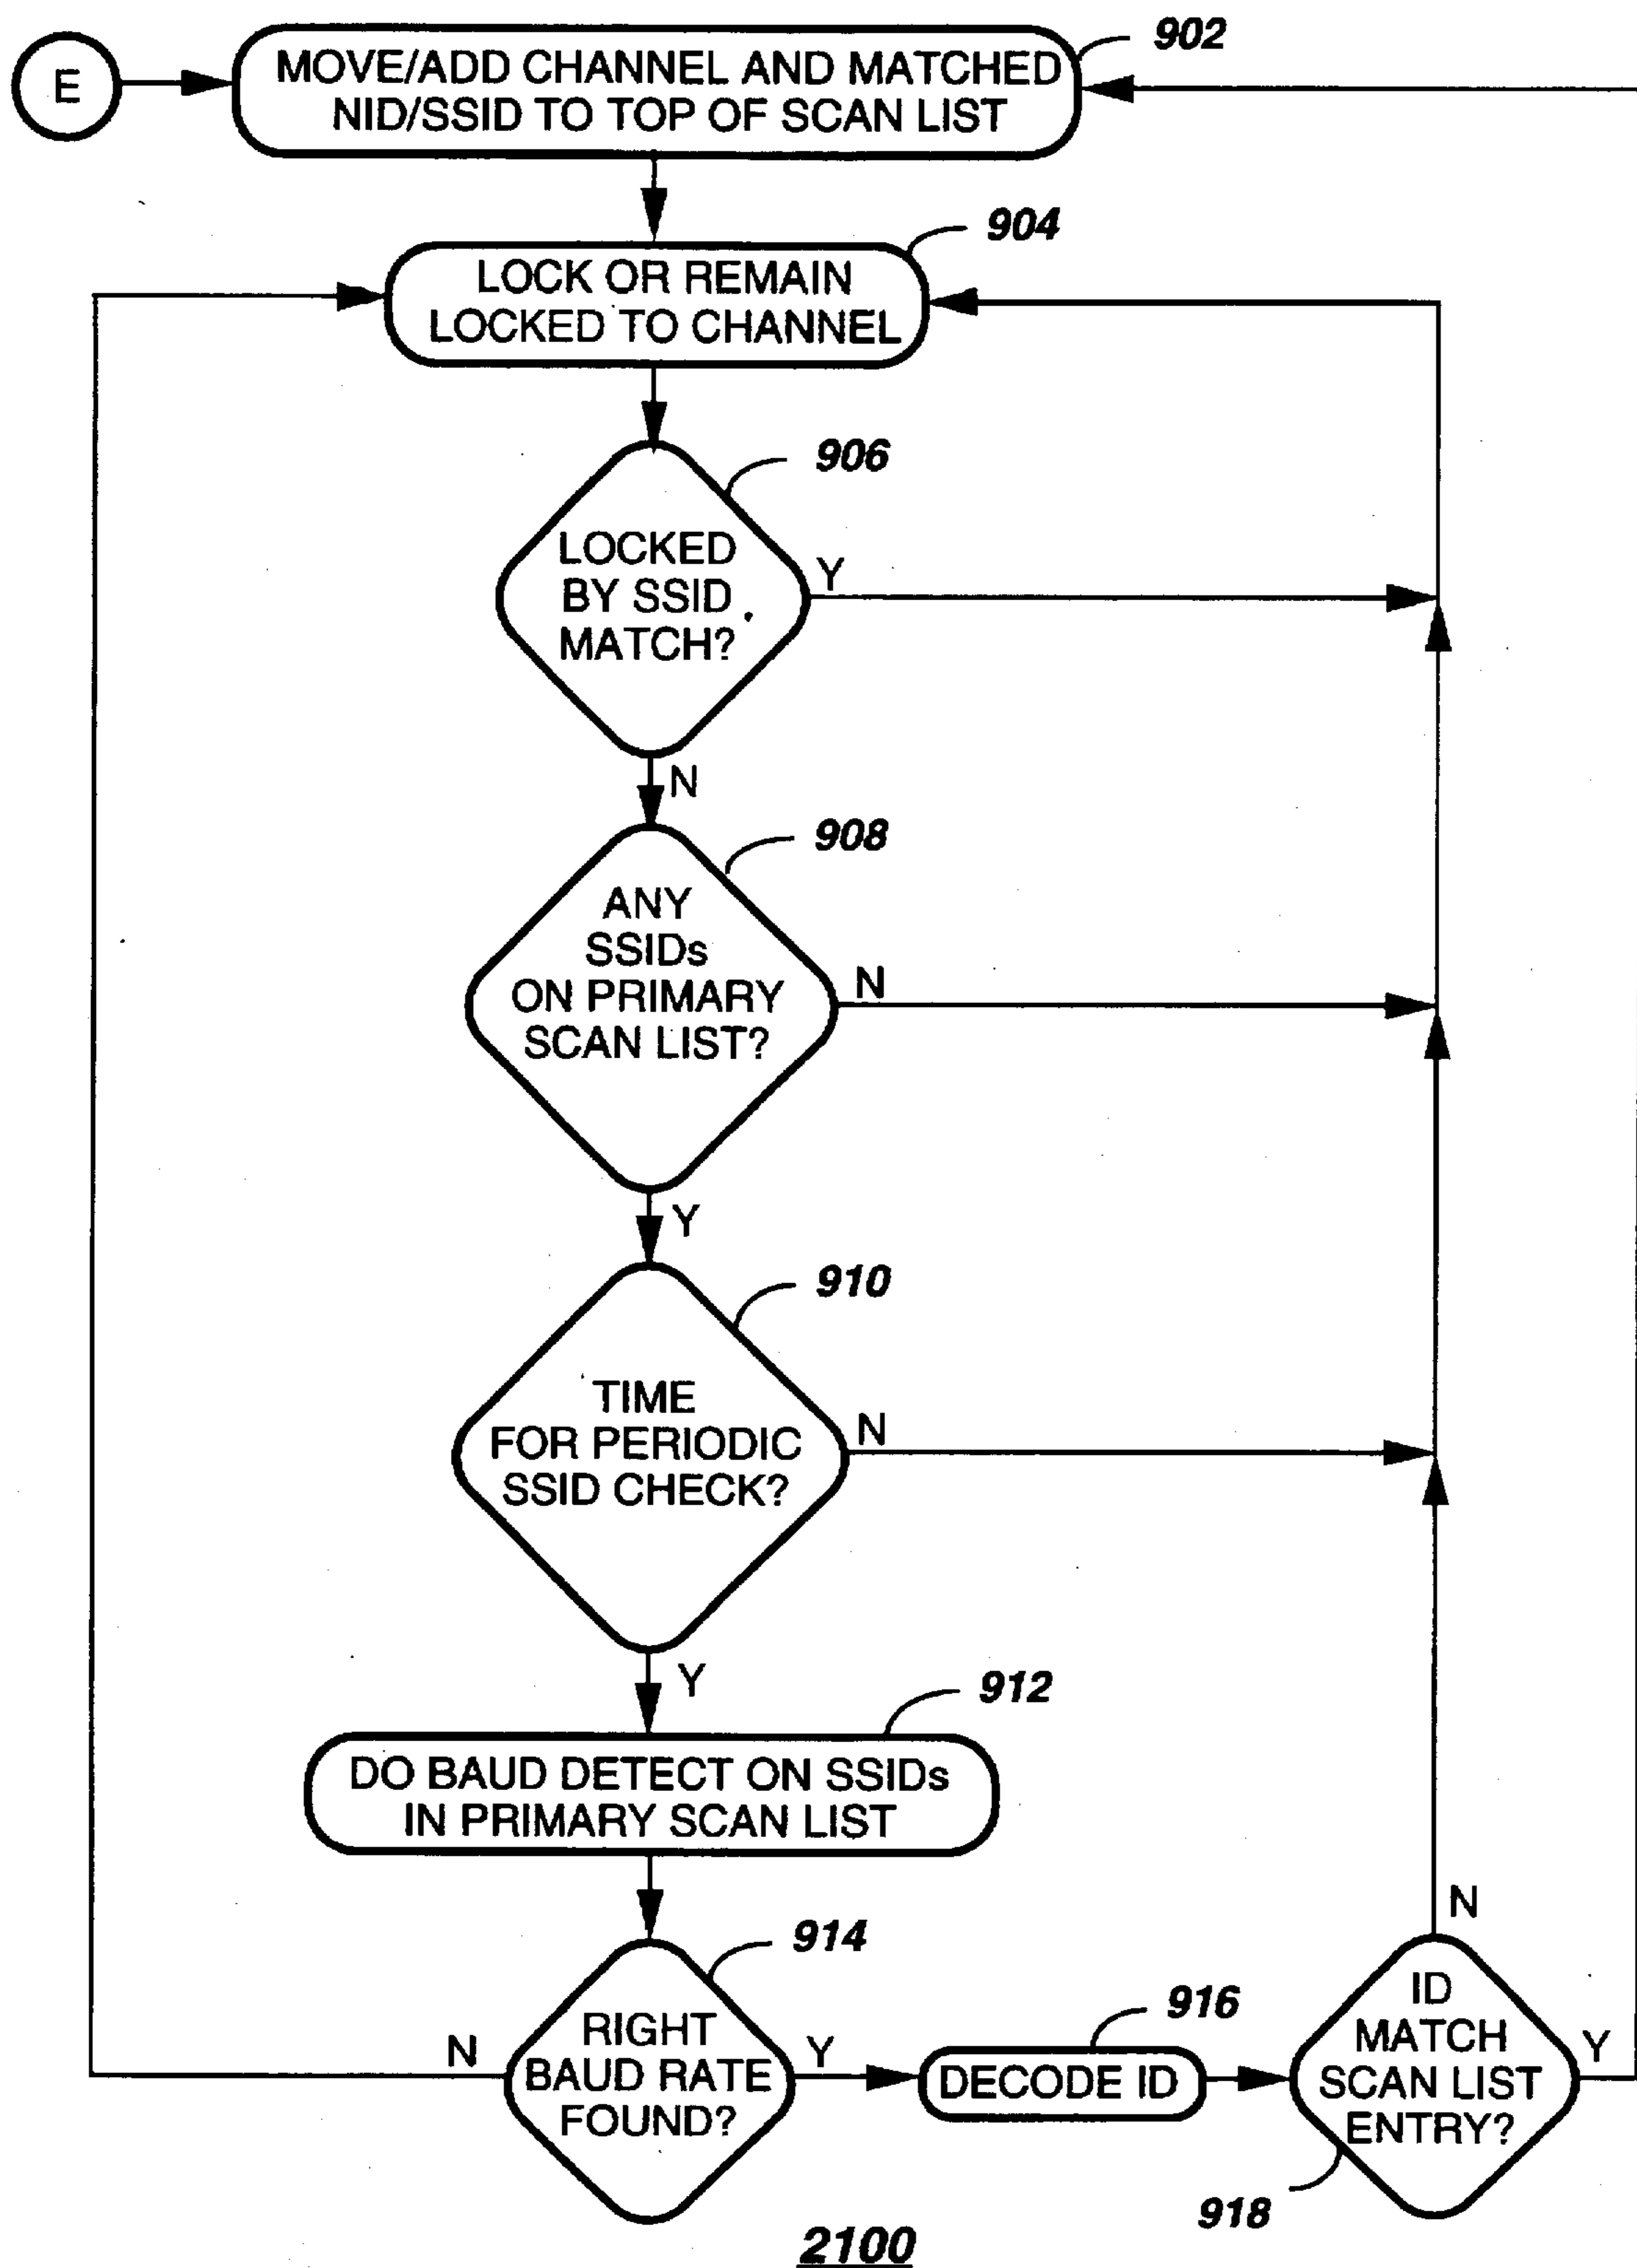 902
E
MOVE/ADD CHANNEL AND MATCHED
NID/SSID TO TOP OF SCAN LIST
904
LOCK OR REMAIN
LOCKED TO CHANNEL
906
LOCKED
BY SSID
MATCH?
Y
N
908
ANY
SSIDs
ON PRIMARY
SCAN LIST?
N
Y
910
TIME
FOR PERIODIC
SSID CHECK?
N
Y
912
DO BAUD DETECT ON SSIDs
IN PRIMARY SCAN LIST
914
RIGHT
BAUD RATE
FOUND?
N
Y
916
DECODE ID
N
ID
MATCH
SCAN LIST
ENTRY?
Y
918
2100